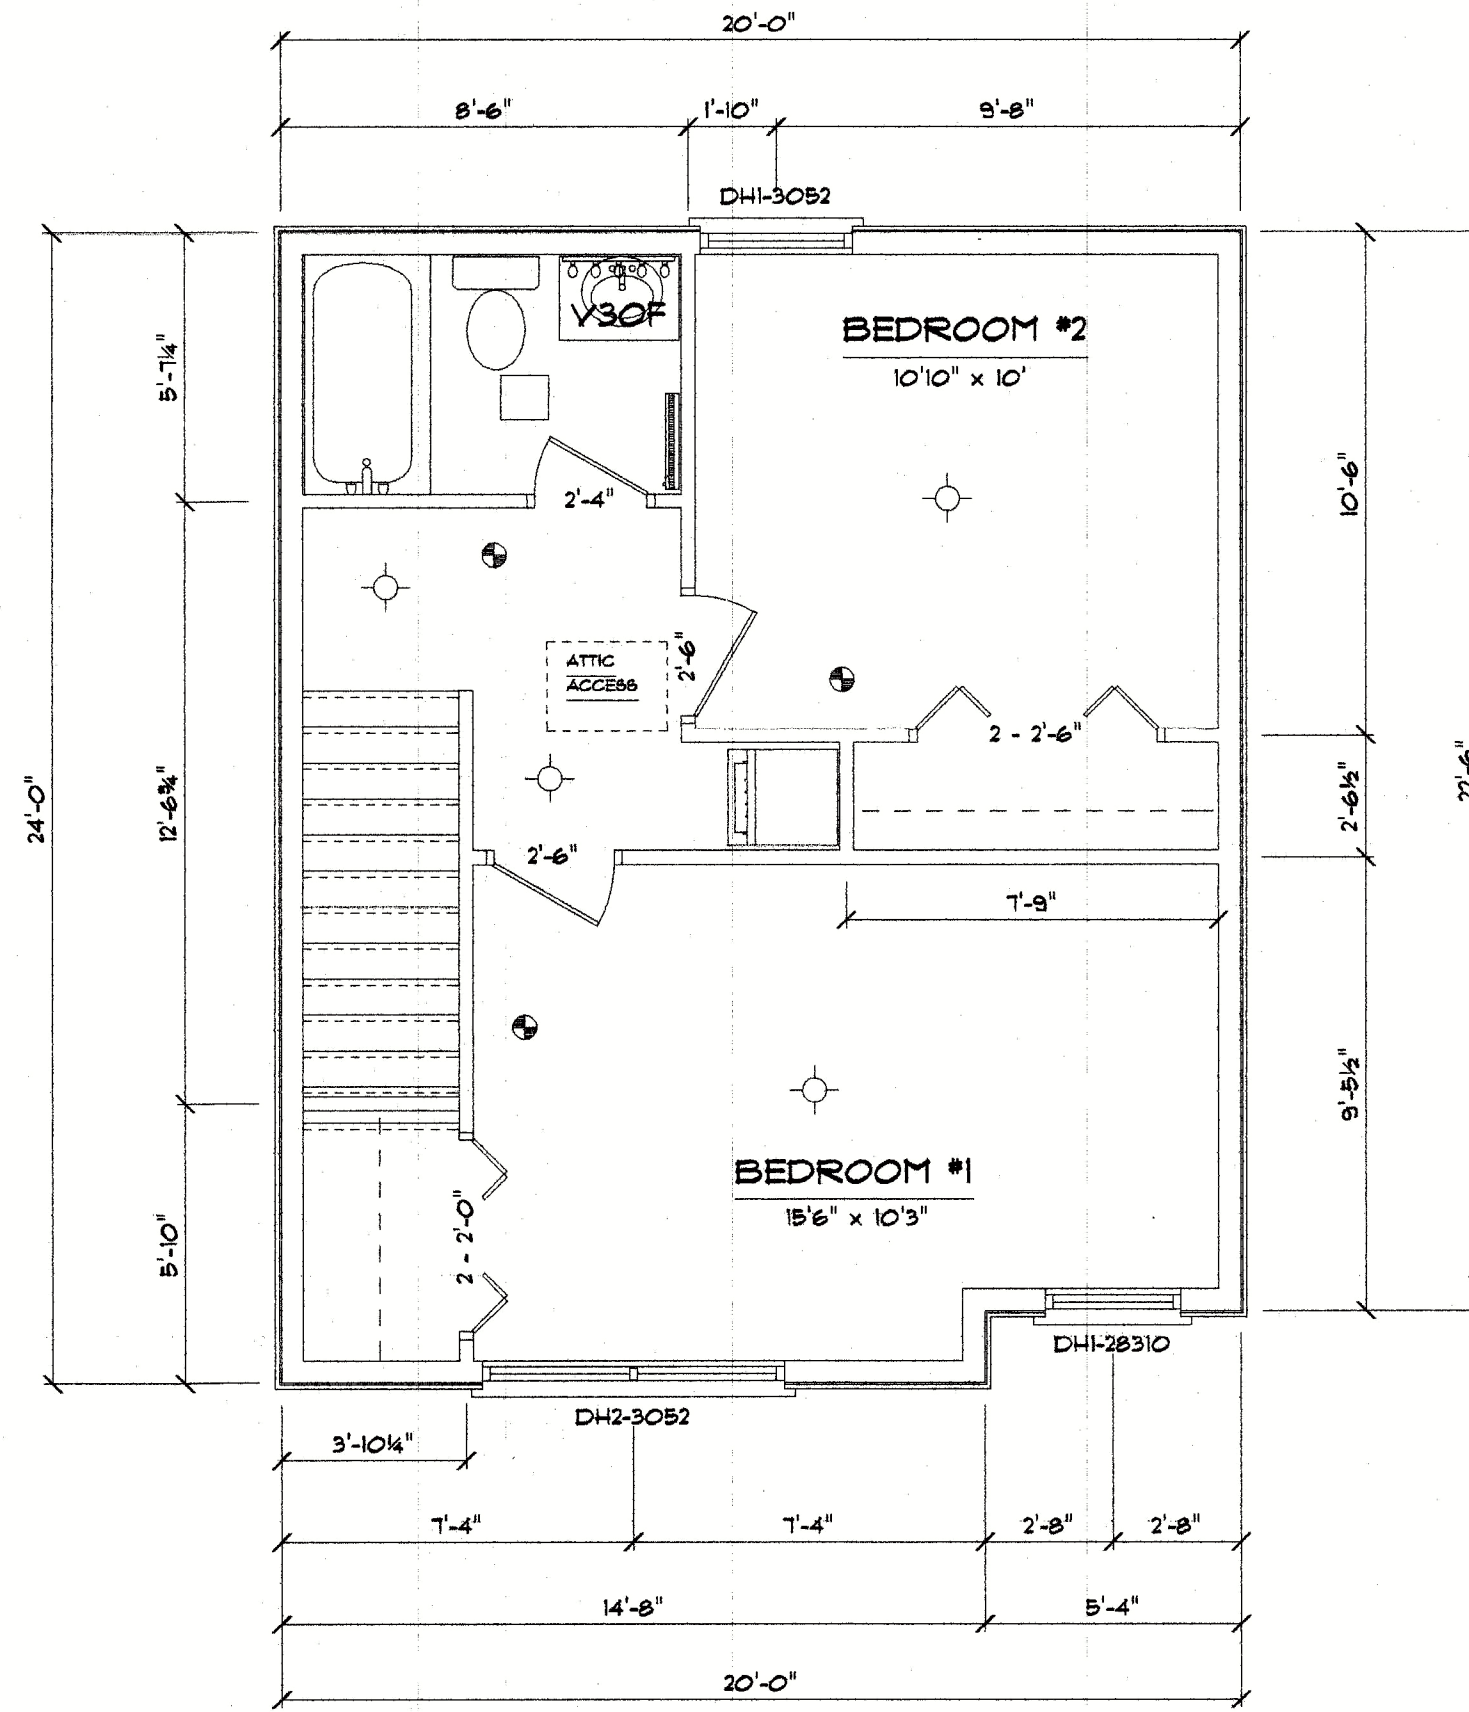 20'-0"
8'-6"
1'-10"
9'-8"
DH1-3052
V30F
BEDROOM #2
10'10" x 10'
5'-7¼"
2'-4"
10'-6"
ATTIC
ACCESS
2'-6"
2 - 2'-6"
24'-0"
12'-6¾"
2'-6½"
22'-6"
2'-6"
7'-9"
9'-5½"
BEDROOM #1
15'6" x 10'3"
5'-10"
2 - 2'-0"
DH1-28310
DH2-3052
3'-10¼"
7'-4"
7'-4"
2'-8"
2'-8"
14'-8"
5'-4"
20'-0"